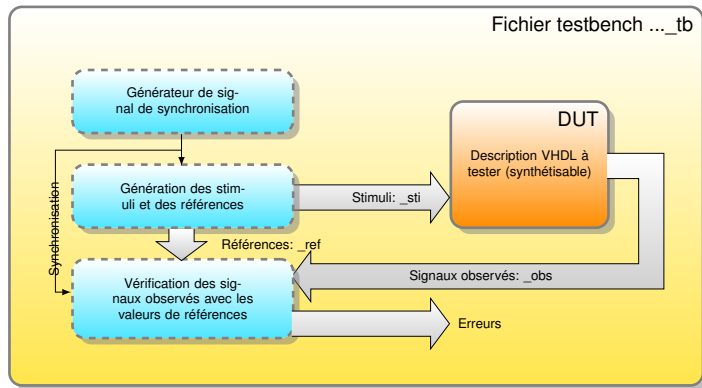 Fichier testbench ..._tb
Générateur de sig-
nal de synchronisation
DUT
Description VHDL à
tester (synthétisable)
Génération des stim-
uli et des références
Stimuli: _sti
Synchronisation
Références: _ref
Vérification des sig-
naux observés avec les
valeurs de références
Signaux observés: _obs
Erreurs